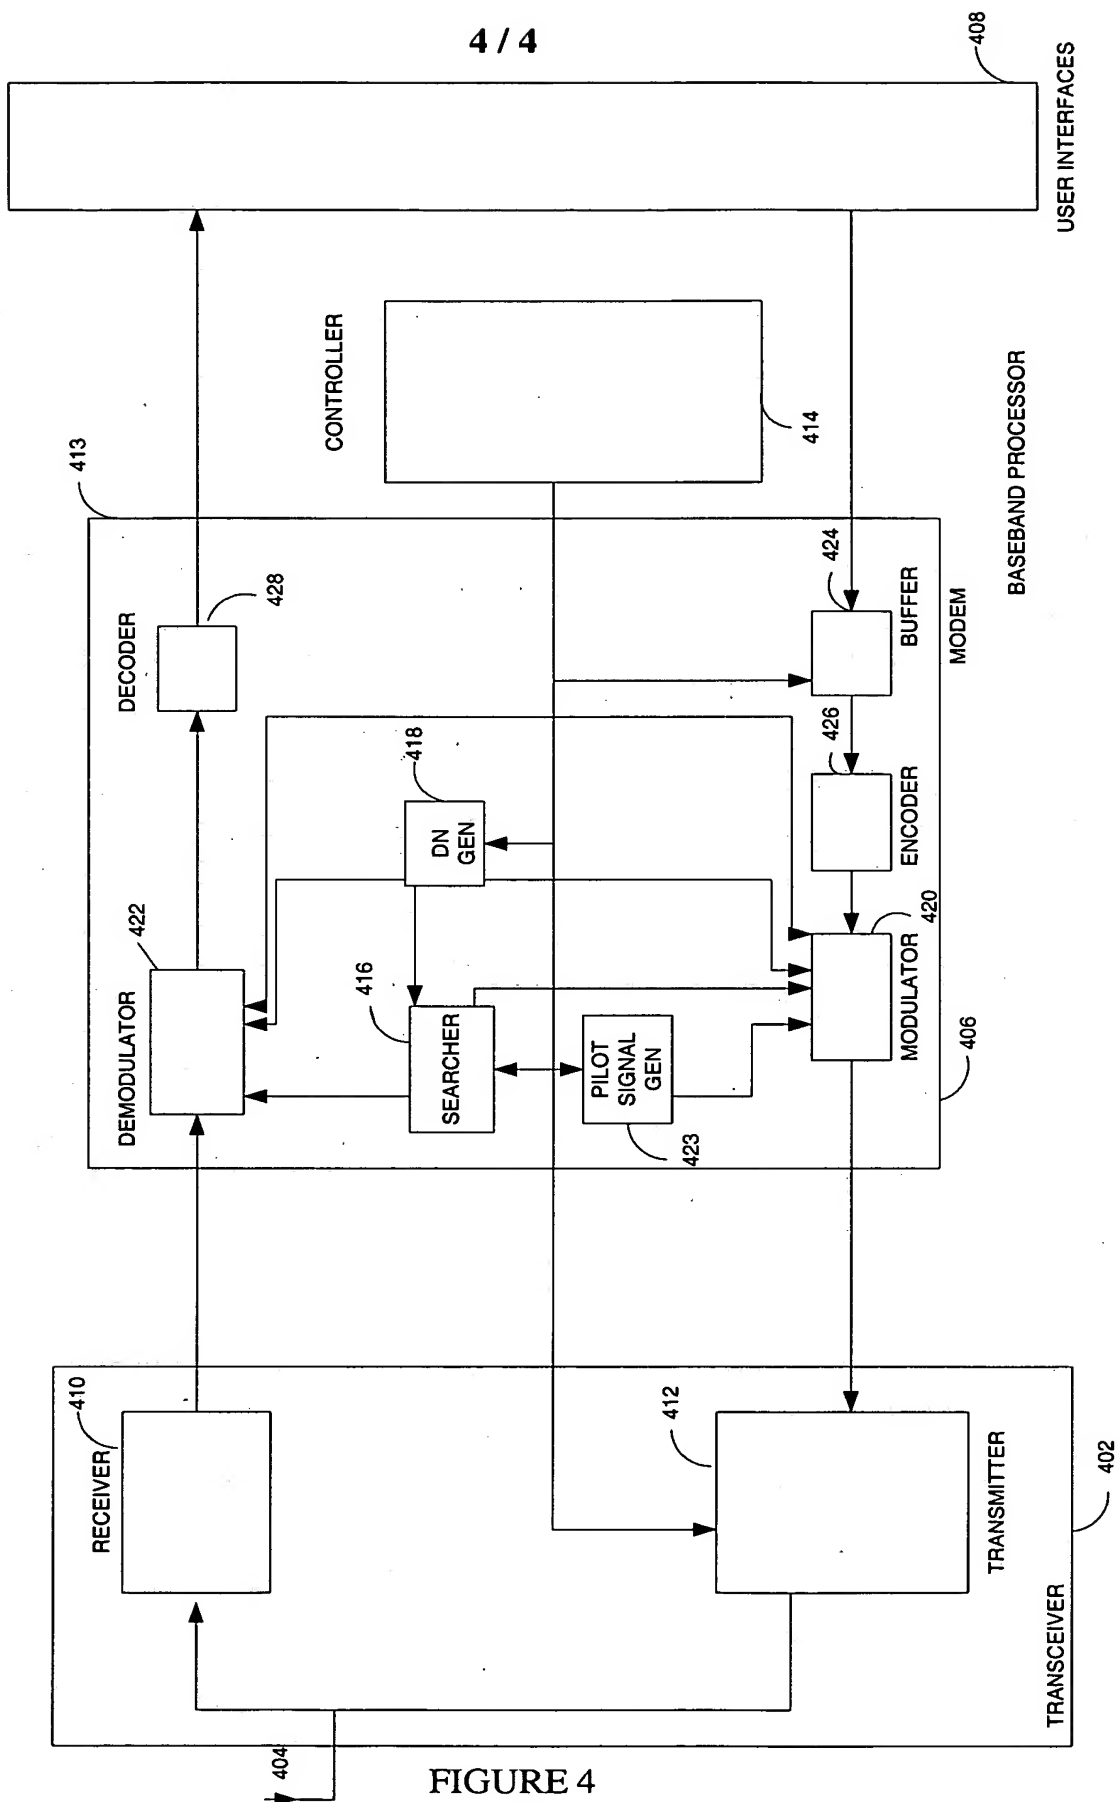 4 / 4
408
USER INTERFACES
CONTROLLER
414
BASEBAND PROCESSOR
413
DECODER
428
424
BUFFER
MODEM
418
DN
GEN
426
ENCODER
422
DEMODULATOR
416
SEARCHER
PILOT
SIGNAL
GEN
423
420
MODULATOR
406
410
RECEIVER
412
TRANSMITTER
402
TRANSCEIVER
404
FIGURE 4